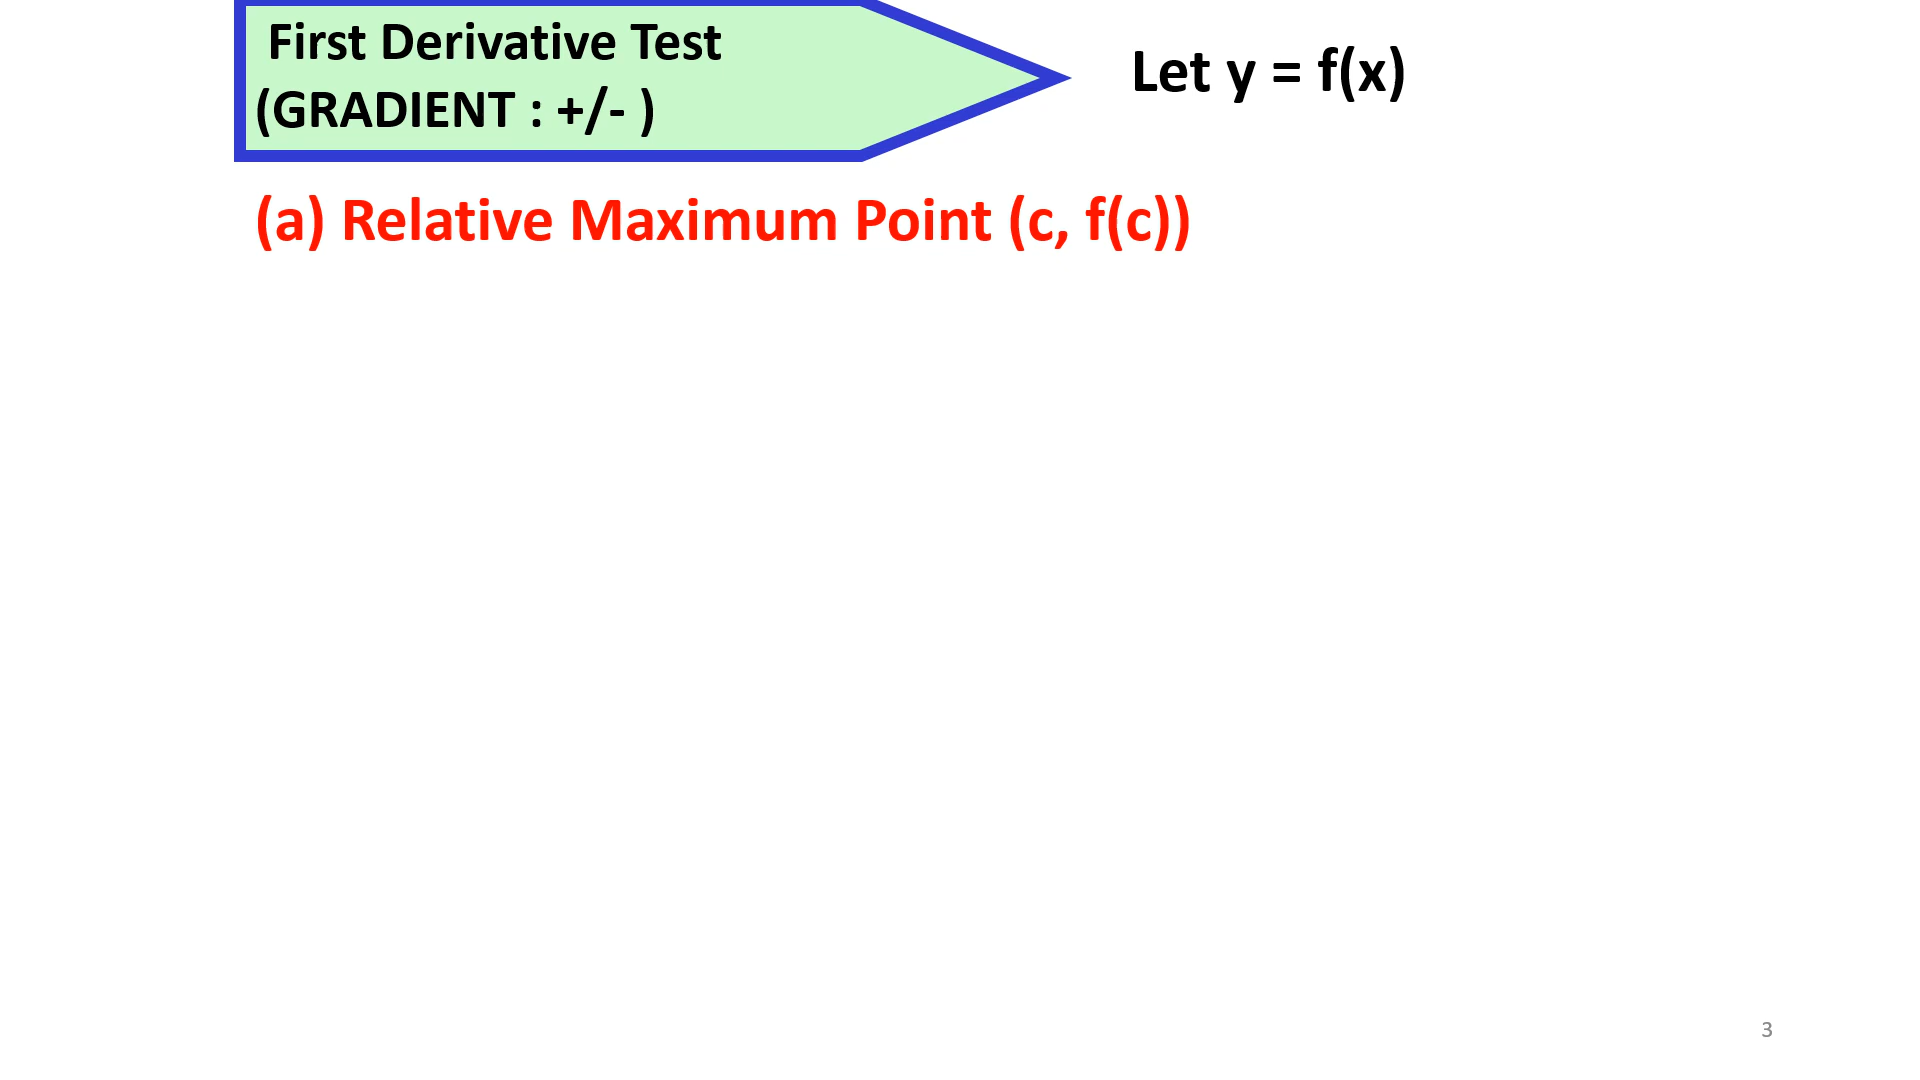 First Derivative Test
(GRADIENT : +/- )
Let y = f(x)
(a) Relative Maximum Point (c, f(c))
3